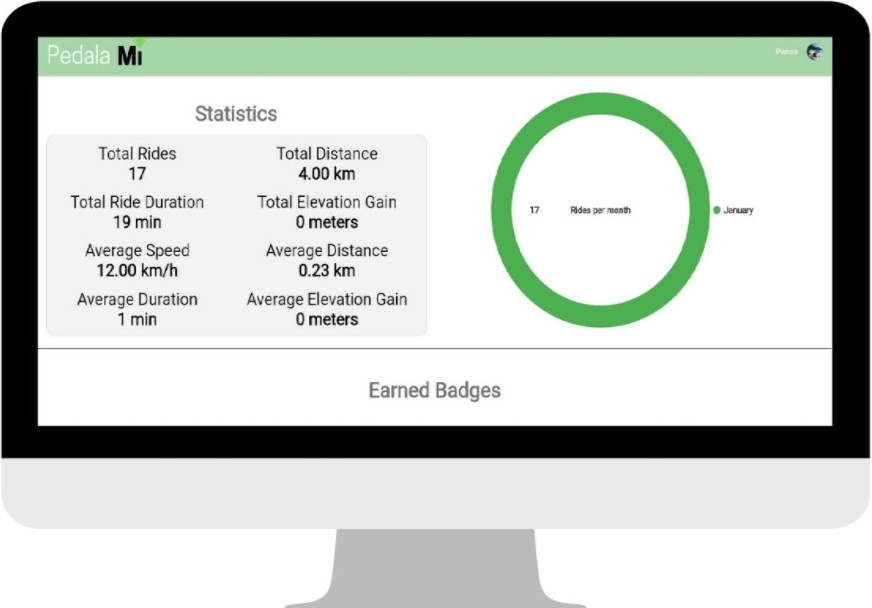 Pedala Mi
Panos
Statistics
Total Rides
17
Total Distance
4.00 km
Total Ride Duration
19 min
Total Elevation Gain
0 meters
Average Speed
12.00 km/h
Average Distance
0.23 km
Average Duration
1 min
Average Elevation Gain
0 meters
17
Rides per month
January
Earned Badges